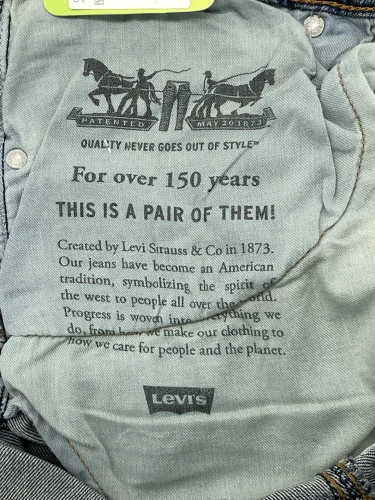 PATENTED MAY 20 1873
QUALITY NEVER GOES OUT OF STYLE™
For over 150 years
THIS IS A PAIR OF THEM!
Created by Levi Strauss & Co in 1873.
Our jeans have become an American
tradition, symbolizing the spirit of
the west to people all over the world.
Progress is woven into everything we
do, from how we make our clothing to
how we care for people and the planet.
Levi's